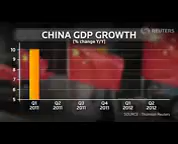 REUTERS
CHINA GDP GROWTH
(% change Y/Y)
10
9
8
7
6
5
Q1 Q2 Q3 Q4 Q1 Q2
2011 2011 2011 2011 2012 2012
SOURCE: Thomson Reuters